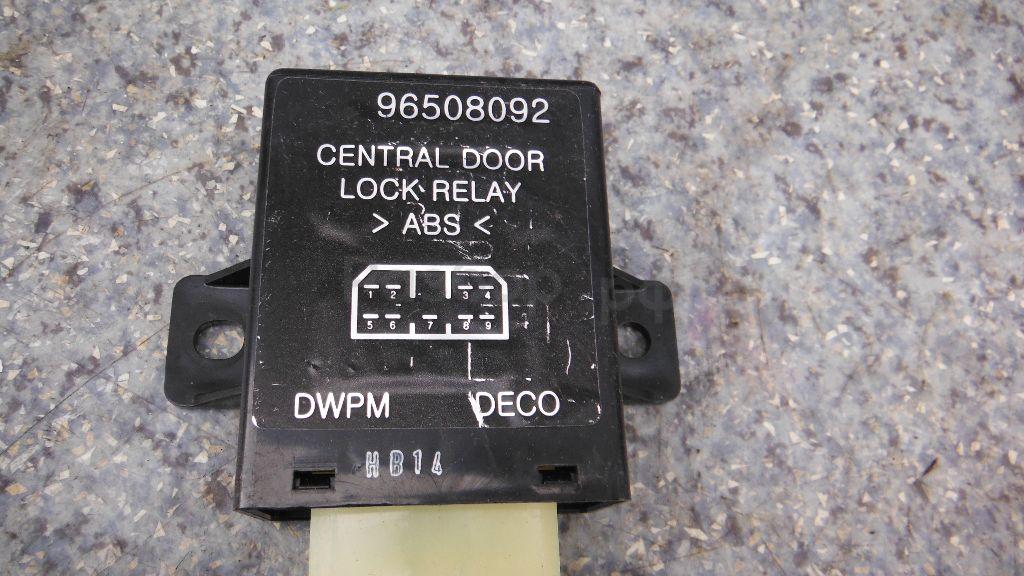 96508092
CENTRAL DOOR
LOCK RELAY
> ABS <
1 2 3 4
5 6 7 8 9
DWPM DECO
HB14